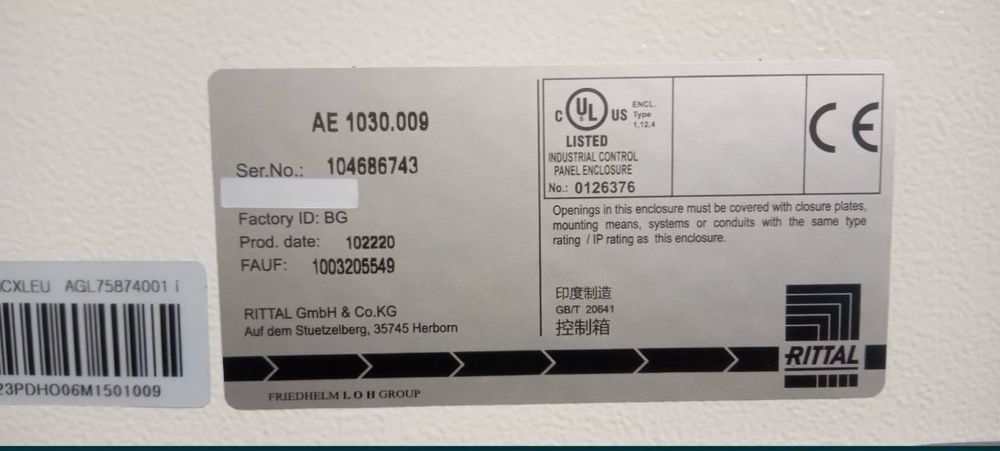 AE 1030.009
Ser.No.: 104686743
Factory ID: BG
Prod. date: 102220
FAUF: 1003205549
RITTAL GmbH & Co.KG
Auf dem Stuetzelberg, 35745 Herborn
C UL US ENCL.
Type
1,12,4
LISTED
INDUSTRIAL CONTROL
PANEL ENCLOSURE
No.: 0126376
CE
Openings in this enclosure must be covered with closure plates,
mounting means, systems or conduits with the same type
rating / IP rating as this enclosure.
印度制造
GB/T 20641
控制箱
RITTAL
FRIEDHELM L O H GROUP
CXLEU AGL75874001 i
23PDHO06M1501009